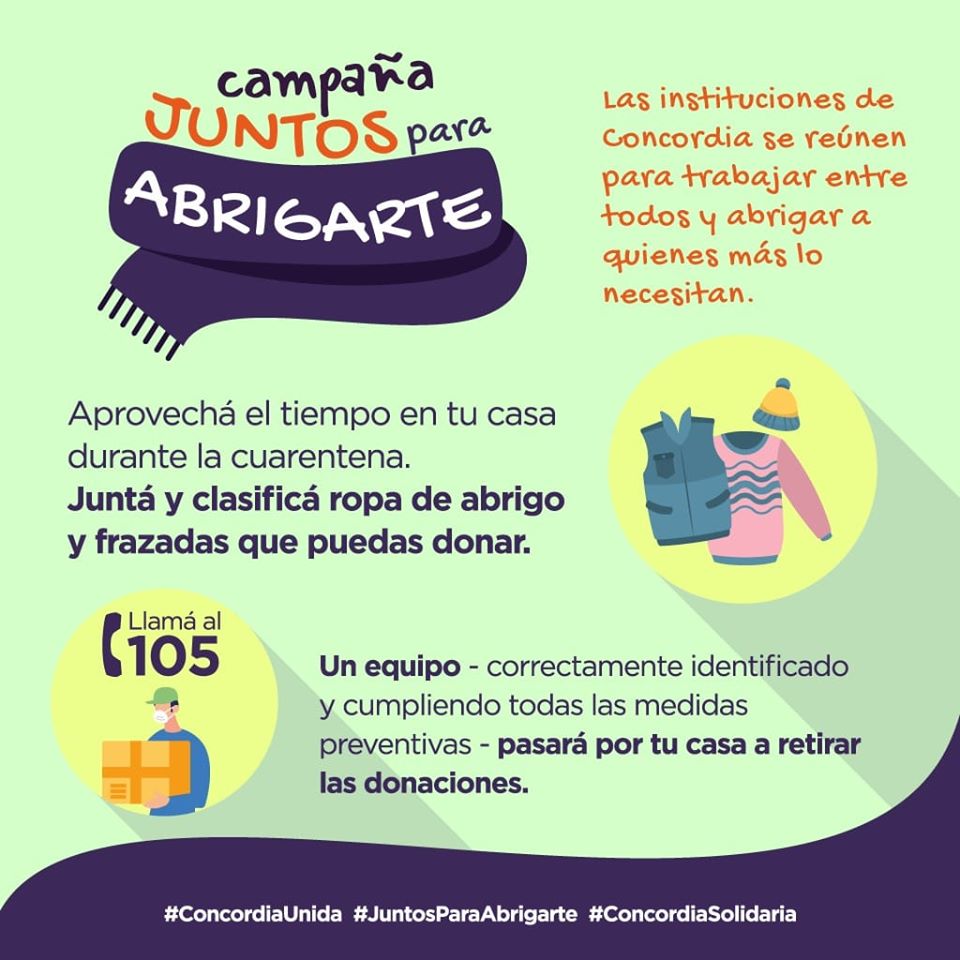 campaña
JUNTOS para
ABRIGARTE
Las instituciones de
Concordia se reúnen
para trabajar entre
todos y abrigar a
quienes más lo
necesitan.
Aprovechá el tiempo en tu casa
durante la cuarentena.
Juntá y clasificá ropa de abrigo
y frazadas que puedas donar.
Llamá al
105
Un equipo - correctamente identificado
y cumpliendo todas las medidas
preventivas - pasará por tu casa a retirar
las donaciones.
#ConcordiaUnida #JuntosParaAbrigarte #ConcordiaSolidaria